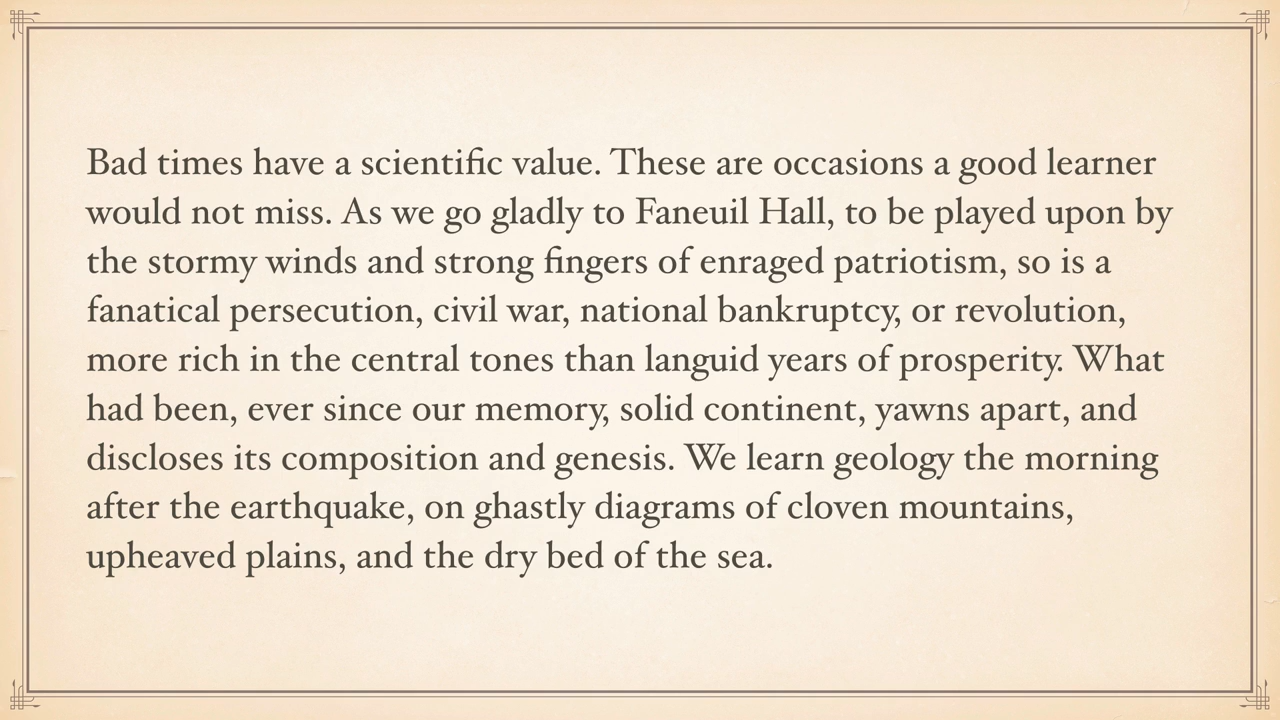 Bad times have a scientific value. These are occasions a good learner
would not miss. As we go gladly to Faneuil Hall, to be played upon by
the stormy winds and strong fingers of enraged patriotism, so is a
fanatical persecution, civil war, national bankruptcy, or revolution,
more rich in the central tones than languid years of prosperity. What
had been, ever since our memory, solid continent, yawns apart, and
discloses its composition and genesis. We learn geology the morning
after the earthquake, on ghastly diagrams of cloven mountains,
upheaved plains, and the dry bed of the sea.